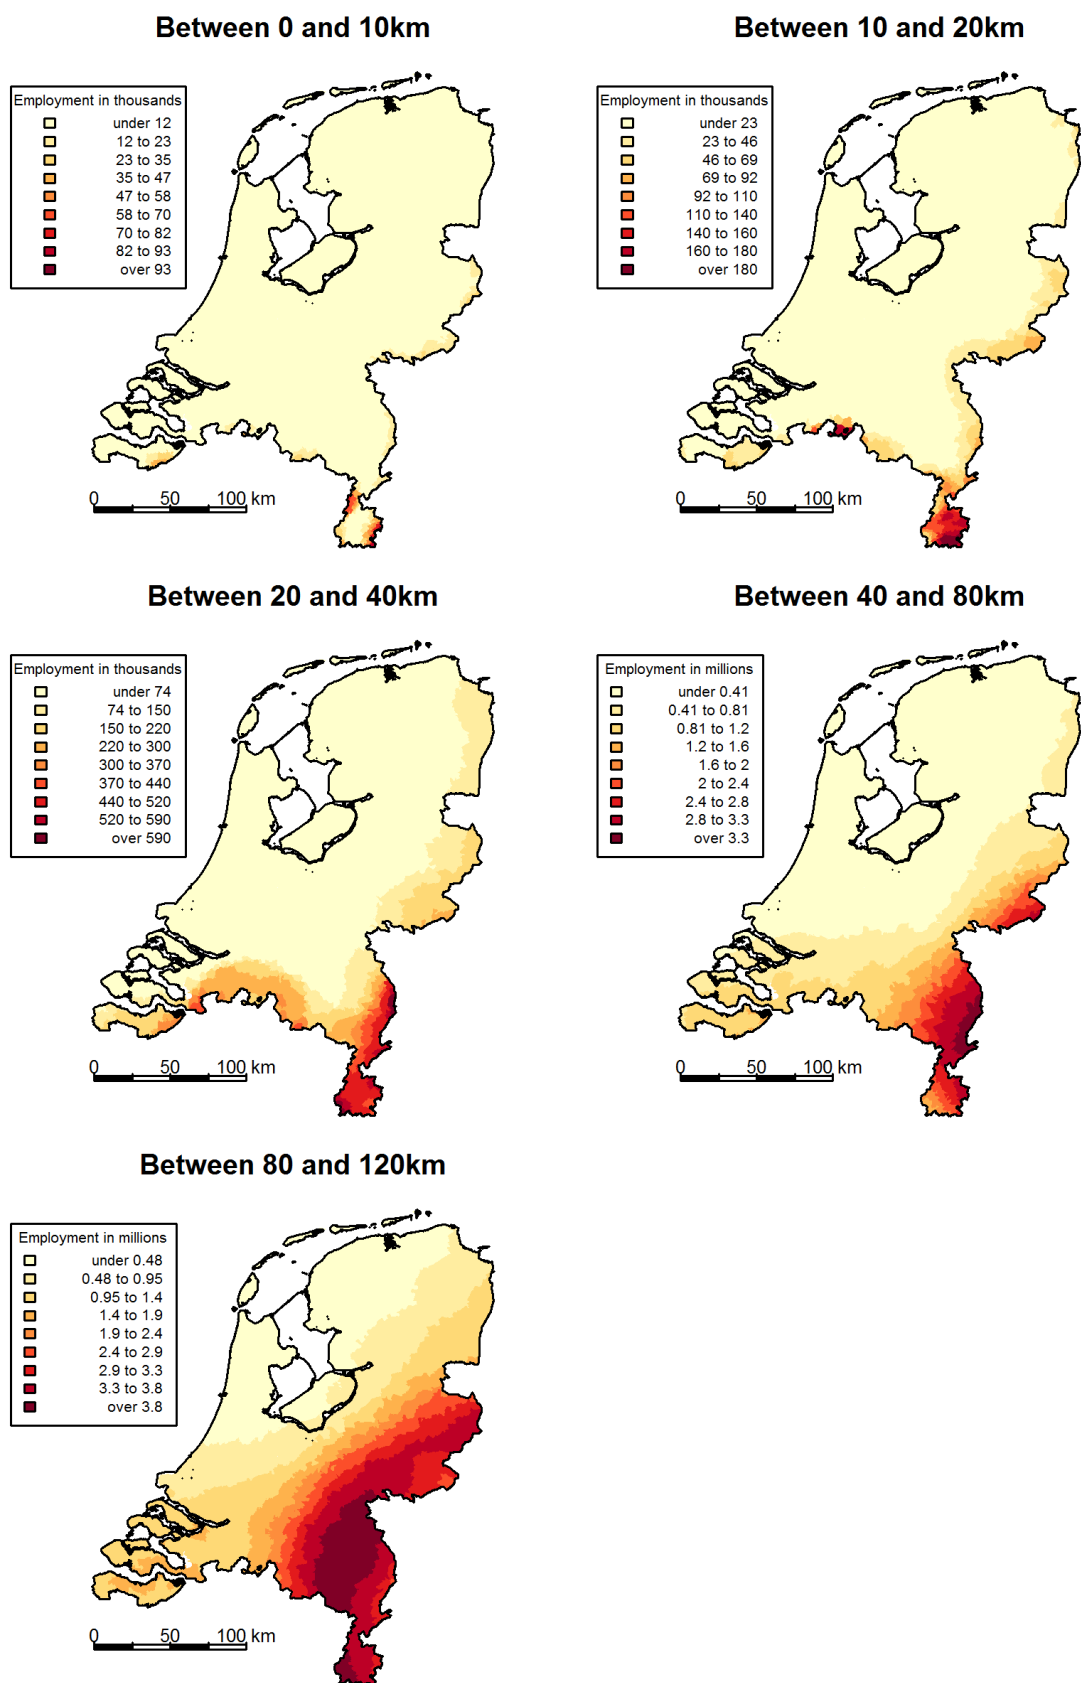 Between 0 and 10km
Employment in thousands
under 12
12 to 23
23 to 35
35 to 47
47 to 58
58 to 70
70 to 82
82 to 93
over 93
0 50 100 km
Between 10 and 20km
Employment in thousands
under 23
23 to 46
46 to 69
69 to 92
92 to 110
110 to 140
140 to 160
160 to 180
over 180
0 50 100 km
Between 20 and 40km
Employment in thousands
under 74
74 to 150
150 to 220
220 to 300
300 to 370
370 to 440
440 to 520
520 to 590
over 590
0 50 100 km
Between 40 and 80km
Employment in millions
under 0.41
0.41 to 0.81
0.81 to 1.2
1.2 to 1.6
1.6 to 2
2 to 2.4
2.4 to 2.8
2.8 to 3.3
over 3.3
0 50 100 km
Between 80 and 120km
Employment in millions
under 0.48
0.48 to 0.95
0.95 to 1.4
1.4 to 1.9
1.9 to 2.4
2.4 to 2.9
2.9 to 3.3
3.3 to 3.8
over 3.8
0 50 100 km